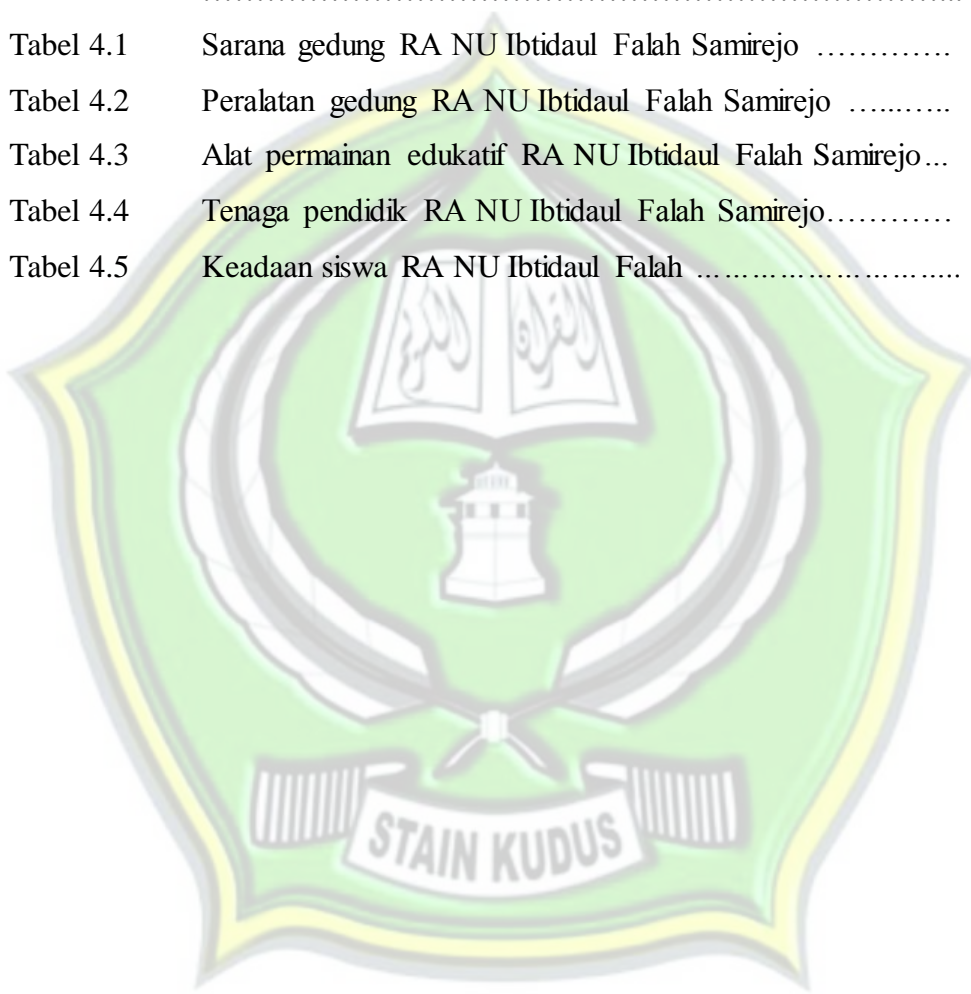 ……………………………………………………………..
Tabel 4.1 Sarana gedung RA NU Ibtidaul Falah Samirejo ………….
Tabel 4.2 Peralatan gedung RA NU Ibtidaul Falah Samirejo …...…..
Tabel 4.3 Alat permainan edukatif RA NU Ibtidaul Falah Samirejo...
Tabel 4.4 Tenaga pendidik RA NU Ibtidaul Falah Samirejo…………
Tabel 4.5 Keadaan siswa RA NU Ibtidaul Falah ……………………....
القرآن الكريم
STAIN KUDUS